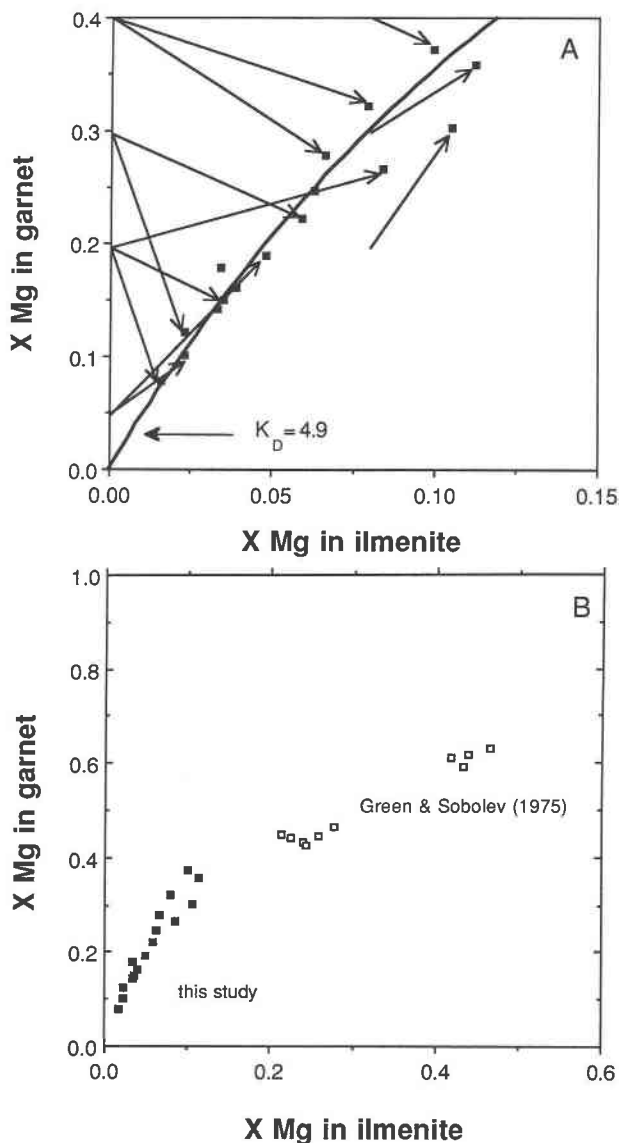 0.4
A
0.3
0.2
0.1
0.0
X Mg in garnet
K_D=4.9
0.00 0.05 0.10 0.15
X Mg in ilmenite
1.0
B
0.8
0.6
0.4
0.2
0.0
X Mg in garnet
Green & Sobolev (1975)
this study
0.0 0.2 0.4 0.6
X Mg in ilmenite